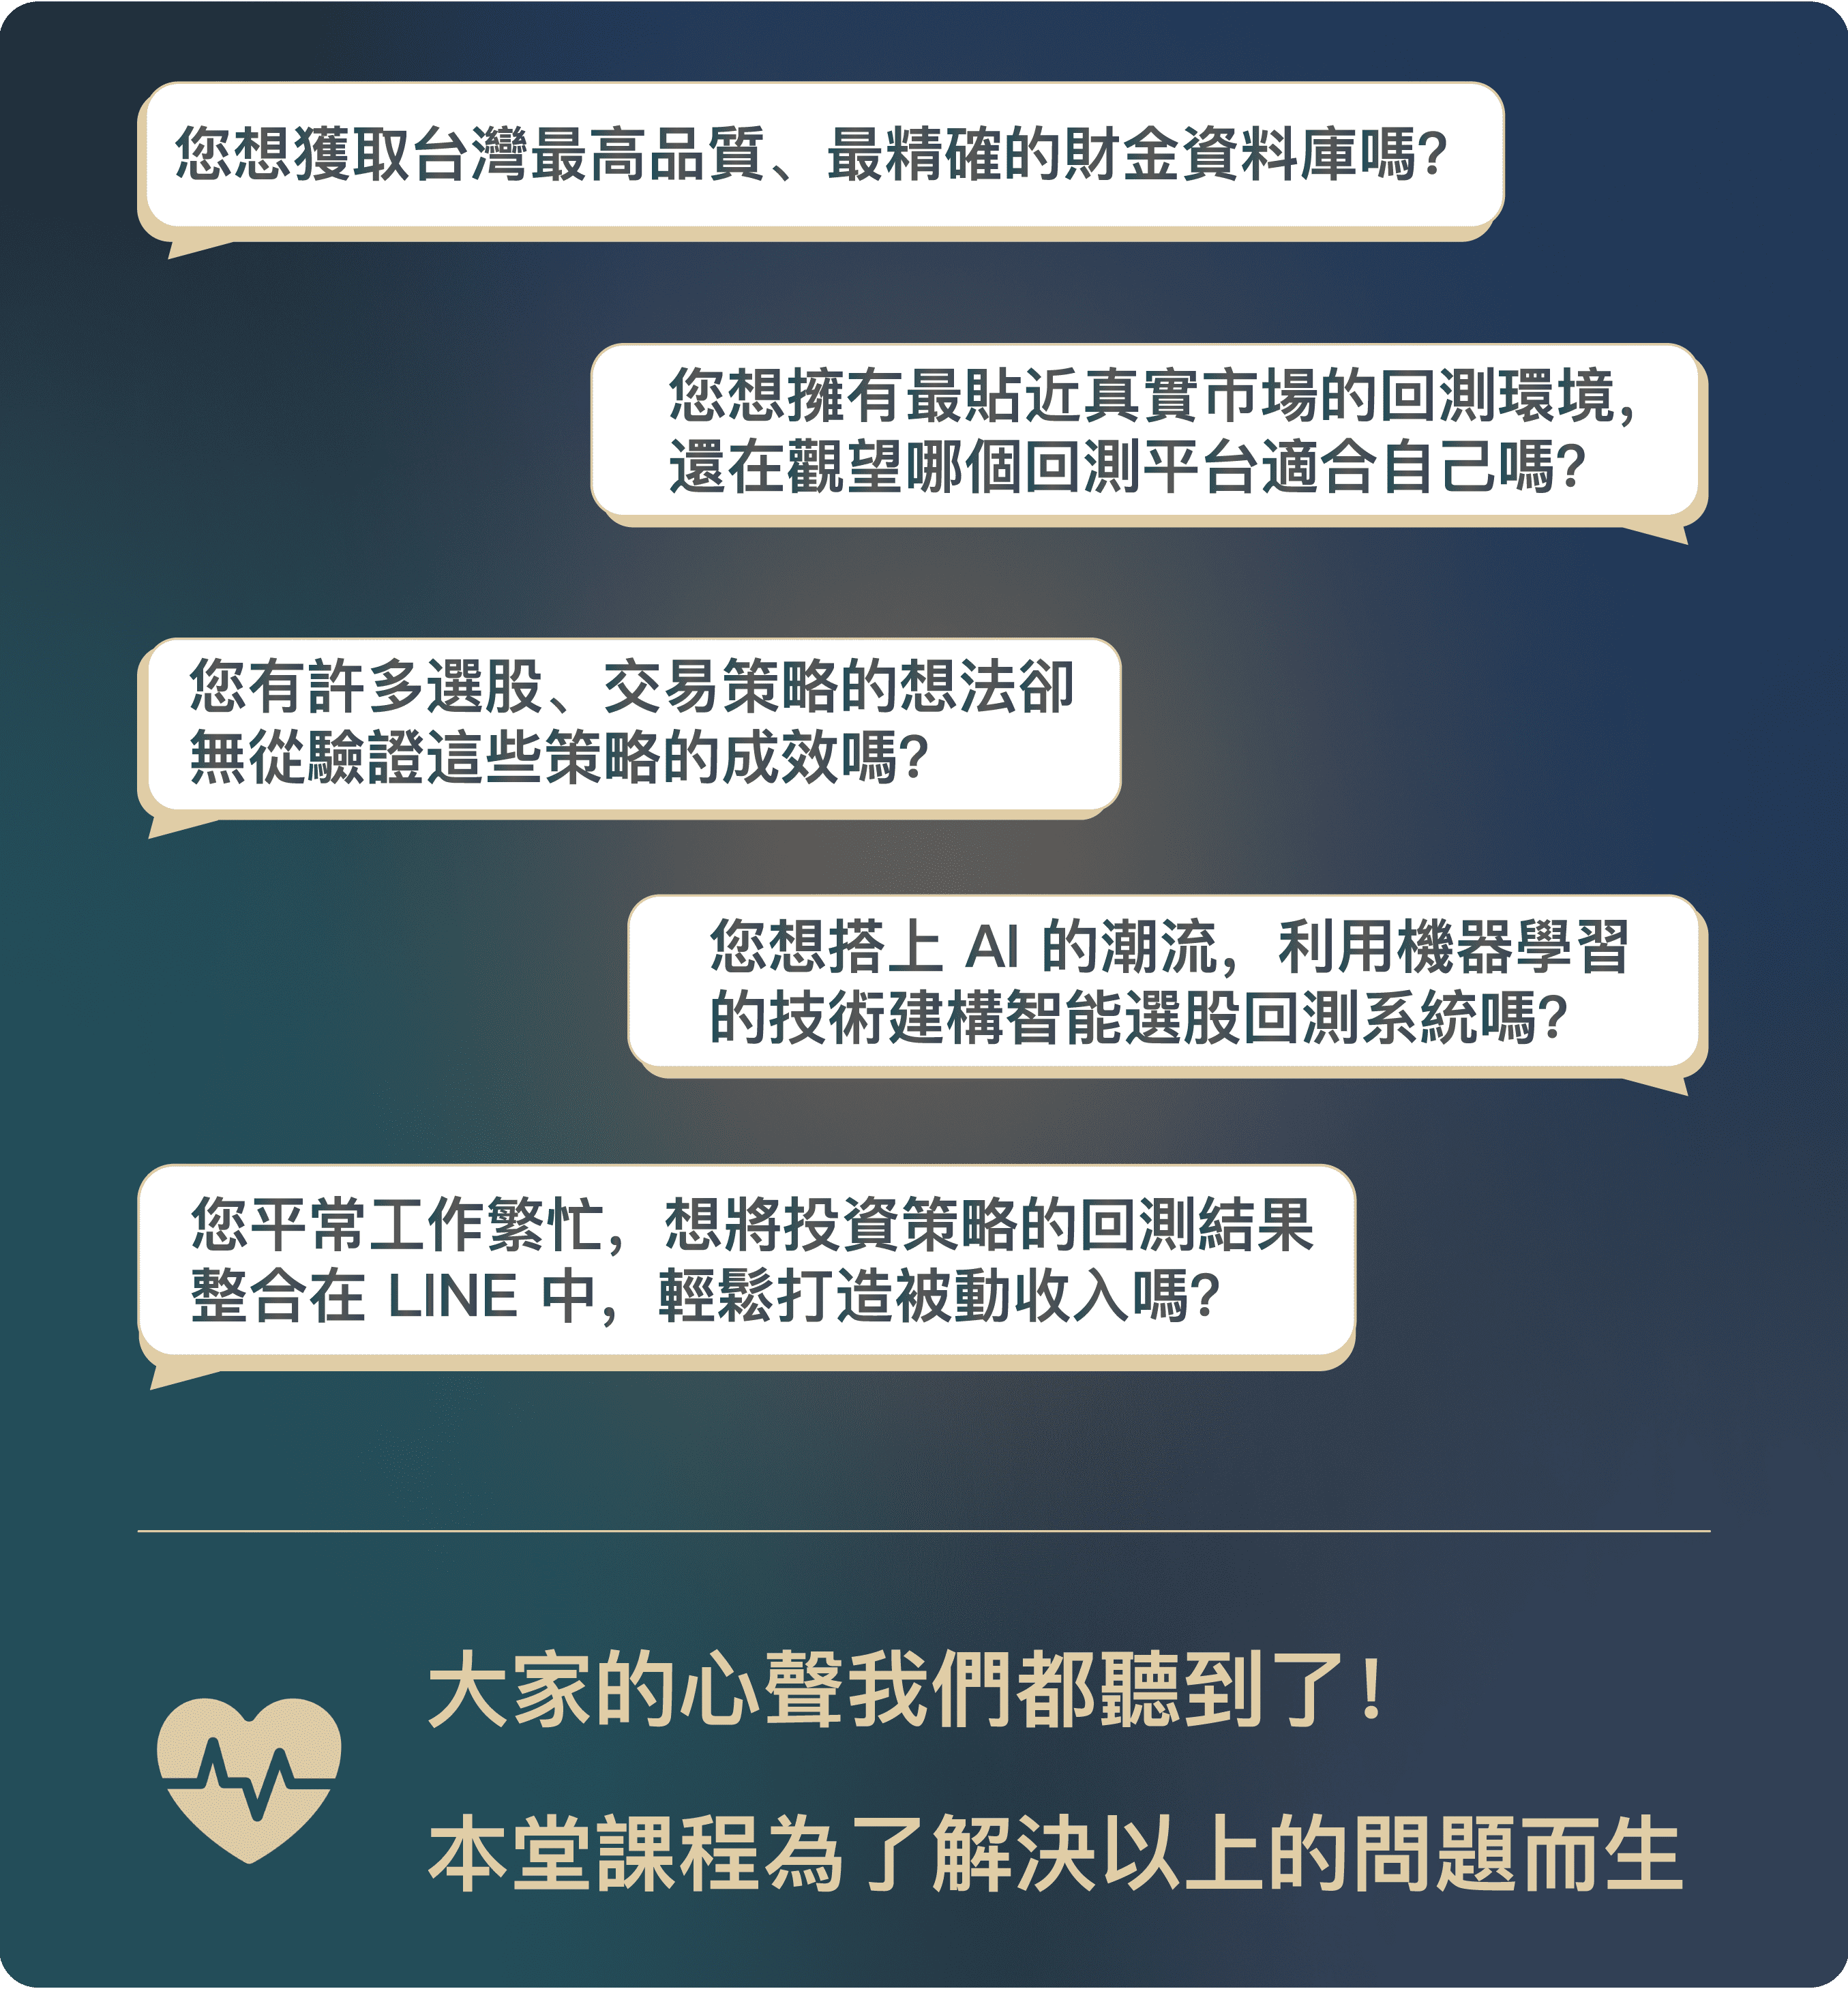 您想獲取台灣最高品質、最精確的財金資料庫嗎？
您想擁有最貼近真實市場的回測環境，
還在觀望哪個回測平台適合自己嗎？
您有許多選股、交易策略的想法卻
無從驗證這些策略的成效嗎？
您想搭上 AI 的潮流，利用機器學習
的技術建構智能選股回測系統嗎？
您平常工作繁忙，想將投資策略的回測結果
整合在 LINE 中，輕鬆打造被動收入嗎？
大家的心聲我們都聽到了！
本堂課程為了解決以上的問題而生